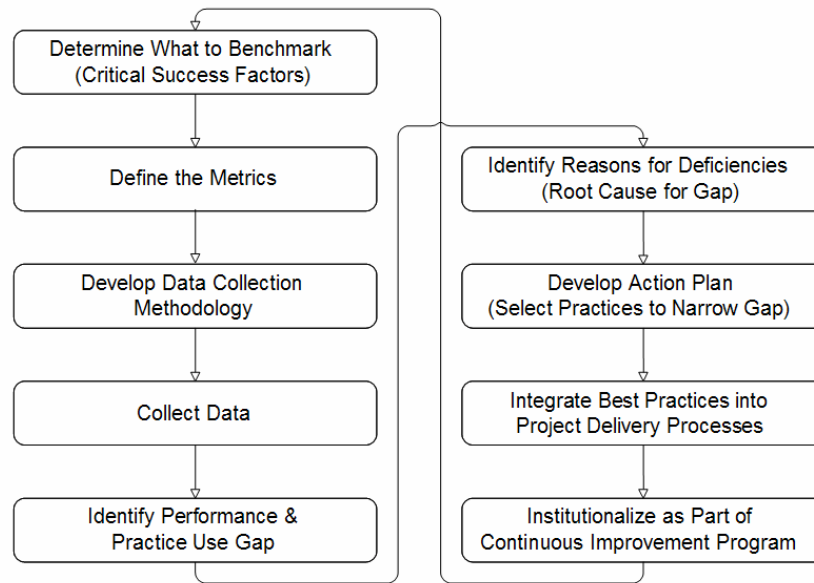 Determine What to Benchmark
(Critical Success Factors)
Define the Metrics
Develop Data Collection
Methodology
Collect Data
Identify Performance &
Practice Use Gap
Identify Reasons for Deficiencies
(Root Cause for Gap)
Develop Action Plan
(Select Practices to Narrow Gap)
Integrate Best Practices into
Project Delivery Processes
Institutionalize as Part of
Continuous Improvement Program